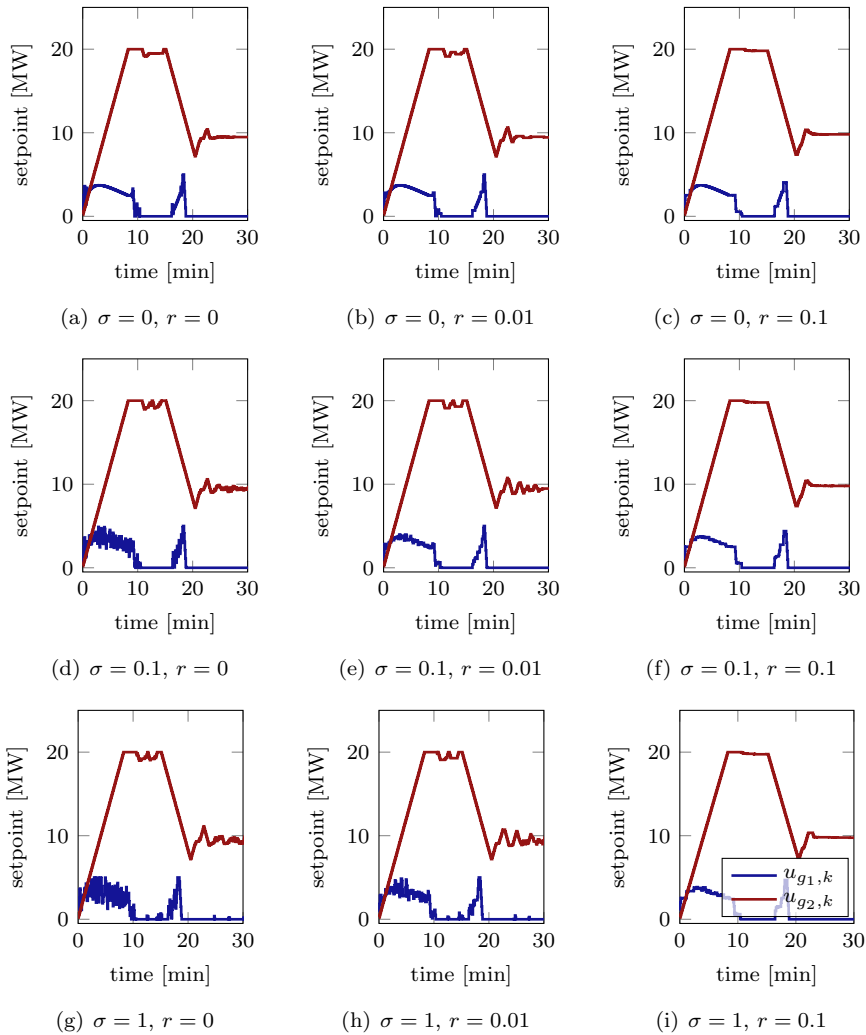 setpoint [MW]
20
10
0
0 10 20 30
time [min]
(a) σ = 0, r = 0
setpoint [MW]
20
10
0
0 10 20 30
time [min]
(b) σ = 0, r = 0.01
setpoint [MW]
20
10
0
0 10 20 30
time [min]
(c) σ = 0, r = 0.1
setpoint [MW]
20
10
0
0 10 20 30
time [min]
(d) σ = 0.1, r = 0
setpoint [MW]
20
10
0
0 10 20 30
time [min]
(e) σ = 0.1, r = 0.01
setpoint [MW]
20
10
0
0 10 20 30
time [min]
(f) σ = 0.1, r = 0.1
setpoint [MW]
20
10
0
0 10 20 30
time [min]
(g) σ = 1, r = 0
setpoint [MW]
20
10
0
0 10 20 30
time [min]
(h) σ = 1, r = 0.01
setpoint [MW]
20
10
0
0 10 20 30
u_{g_1,k}
u_{g_2,k}
time [min]
(i) σ = 1, r = 0.1